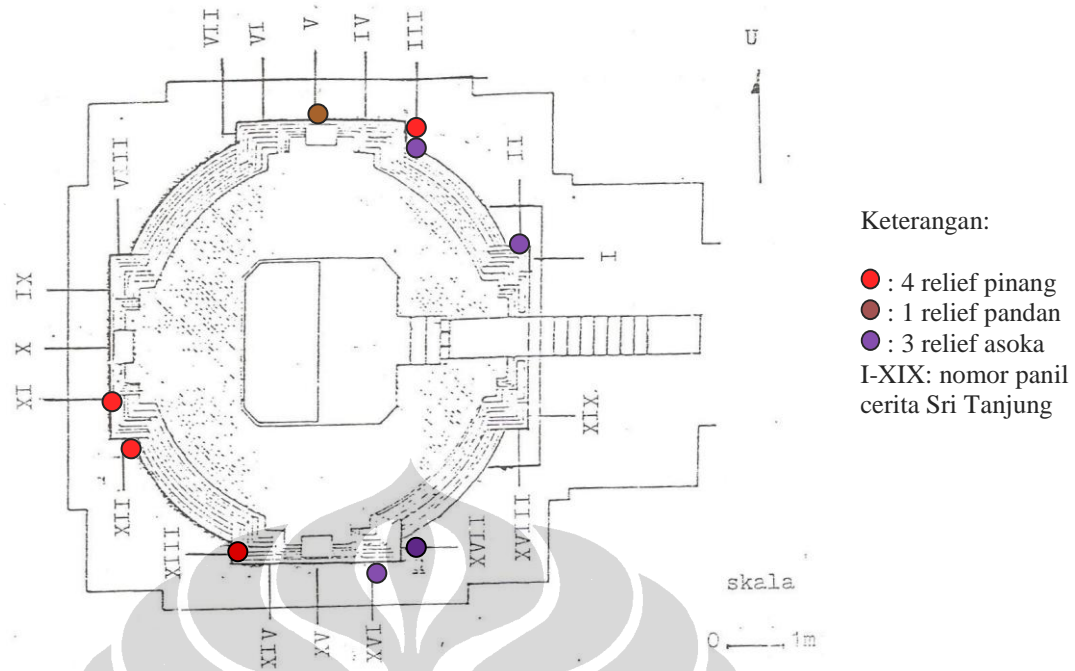 VII
VI
V
IV
III
U
II
VIII
I
IX
X
XI
XII
XIII
XIV
XV
XVI
XVII
XVIII
XIX
skala
0 1m
Keterangan:
: 4 relief pinang
: 1 relief pandan
: 3 relief asoka
I-XIX: nomor panil
cerita Sri Tanjung